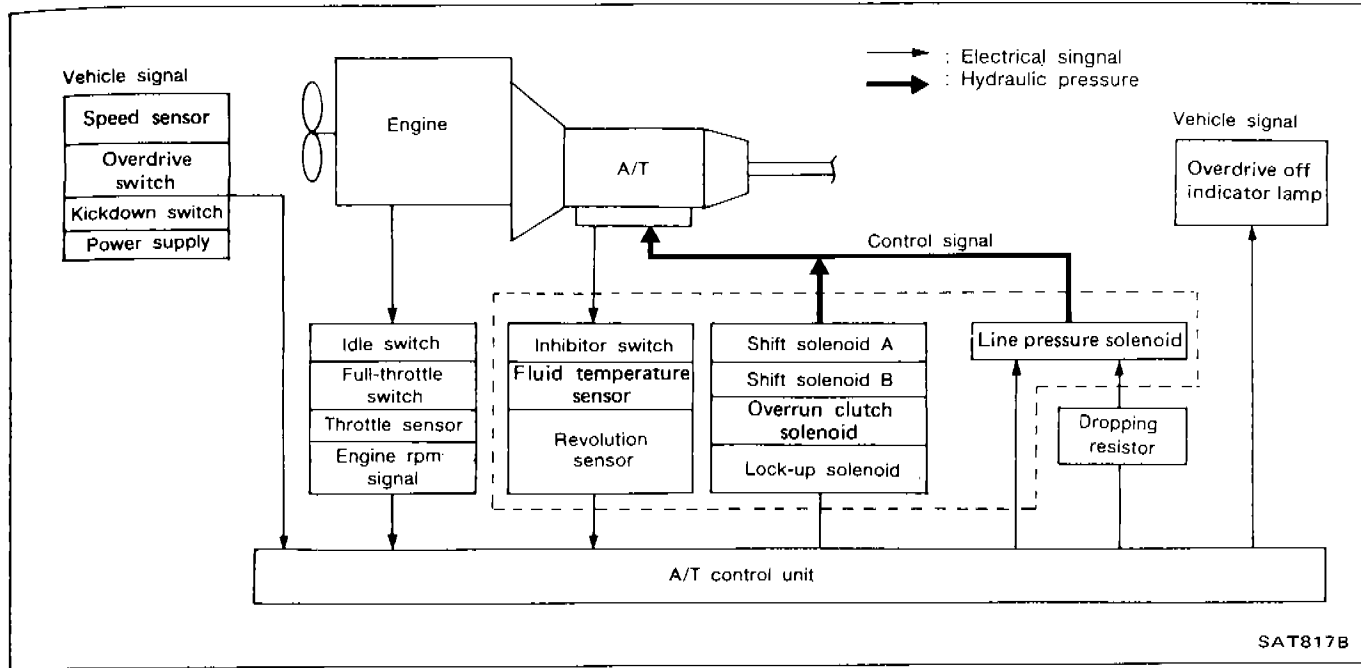 Vehicle signal
Speed sensor
Overdrive
switch
Kickdown switch
Power supply
Engine
A/T
: Electrical singnal
: Hydraulic pressure
Vehicle signal
Overdrive off
indicator lamp
Control signal
Idle switch
Full-throttle
switch
Throttle sensor
Engine rpm
signal
Inhibitor switch
Fluid temperature
sensor
Revolution
sensor
Shift solenoid A
Shift solenoid B
Overrun clutch
solenoid
Lock-up solenoid
Line pressure solenoid
Dropping
resistor
A/T control unit
SAT817B